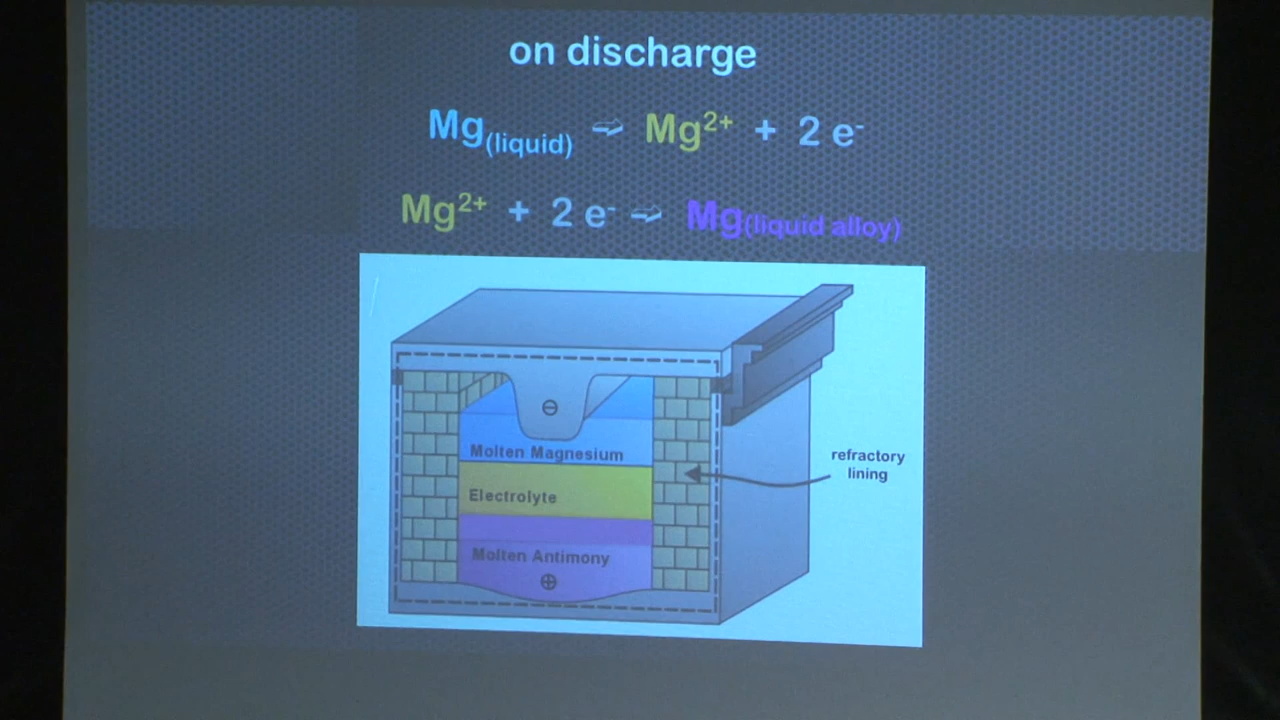 on discharge
Mg(liquid) ➩ Mg²⁺ + 2 e⁻
Mg²⁺ + 2 e⁻ ➩ Mg(liquid alloy)
⊖
Molten Magnesium
refractory
lining
Electrolyte
Molten Antimony
⊕